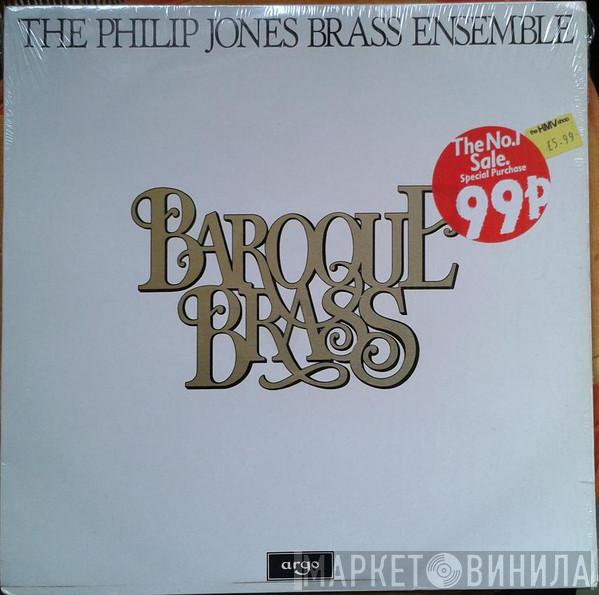 THE PHILIP JONES BRASS ENSEMBLE
the HMV shop
£5.99
The No.1
Sale.
Special Purchase
99p
BAROQUE
BRASS
argo
МАРКЕТ ВИНИЛА